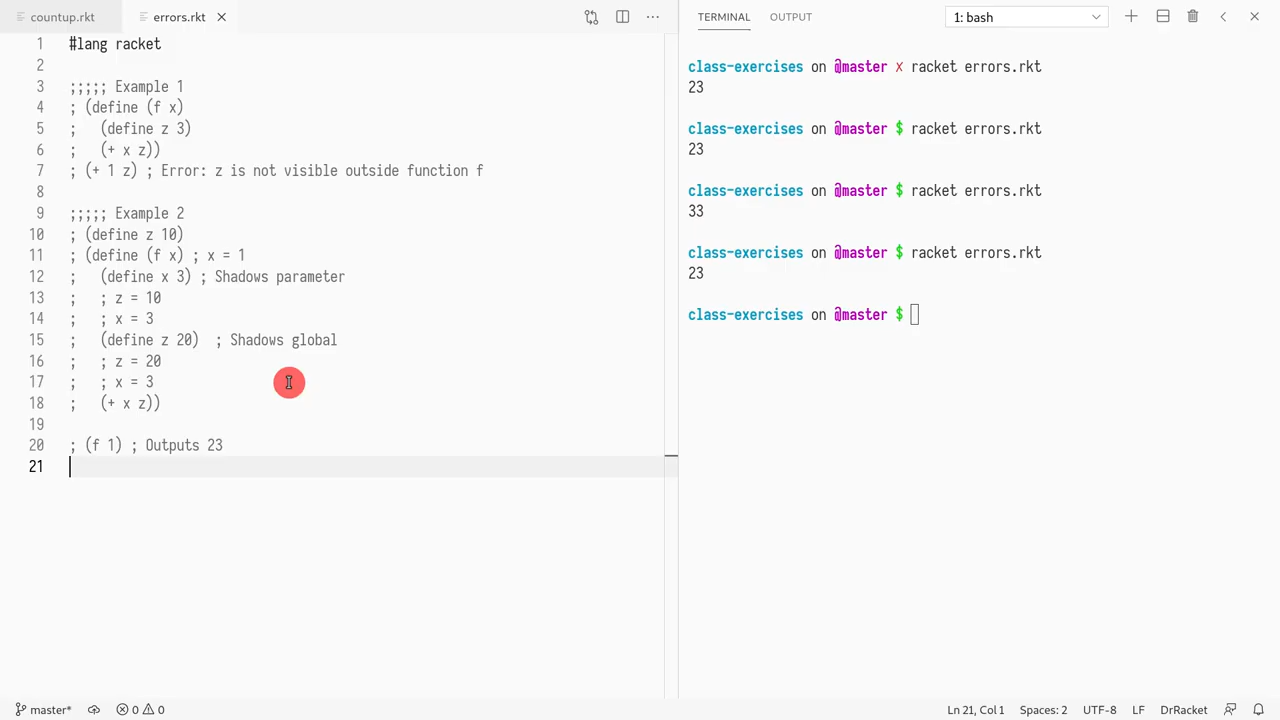 countup.rkt
errors.rkt
1 #lang racket
2
3 ;;;;; Example 1
4 ; (define (f x)
5 ;   (define z 3)
6 ;   (+ x z))
7 ; (+ 1 z) ; Error: z is not visible outside function f
8
9 ;;;;; Example 2
10 ; (define z 10)
11 ; (define (f x) ; x = 1
12 ;   (define x 3) ; Shadows parameter
13 ;   ; z = 10
14 ;   ; x = 3
15 ;   (define z 20)  ; Shadows global
16 ;   ; z = 20
17 ;   ; x = 3
18 ;   (+ x z))
19
20 ; (f 1) ; Outputs 23
21
TERMINAL OUTPUT
1: bash
class-exercises on @master x racket errors.rkt
23
class-exercises on @master $ racket errors.rkt
23
class-exercises on @master $ racket errors.rkt
33
class-exercises on @master $ racket errors.rkt
23
class-exercises on @master $
master* 0 0
Ln 21, Col 1 Spaces: 2 UTF-8 LF DrRacket